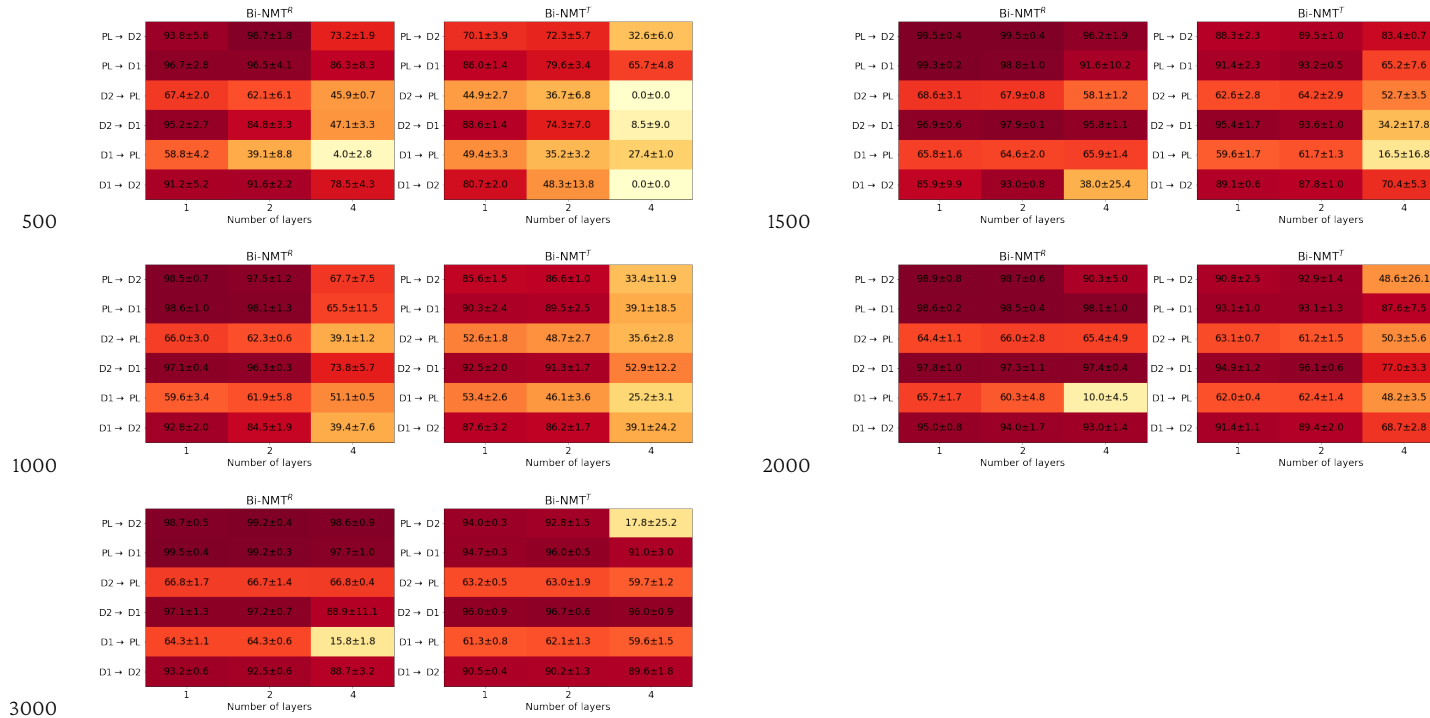 Bi-NMT^R Bi-NMT^T
PL → D2 93.8±5.6 98.7±1.8 73.2±1.9 PL → D2 70.1±3.9 72.3±5.7 32.6±6.0
PL → D1 96.7±2.8 96.5±4.1 86.3±8.3 PL → D1 86.0±1.4 79.6±3.4 65.7±4.8
D2 → PL 67.4±2.0 62.1±6.1 45.9±0.7 D2 → PL 44.9±2.7 36.7±6.8 0.0±0.0
D2 → D1 95.2±2.7 84.8±3.3 47.1±3.3 D2 → D1 88.6±1.4 74.3±7.0 8.5±9.0
D1 → PL 58.8±4.2 39.1±8.8 4.0±2.8 D1 → PL 49.4±3.3 35.2±3.2 27.4±1.0
D1 → D2 91.2±5.2 91.6±2.2 78.5±4.3 D1 → D2 80.7±2.0 48.3±13.8 0.0±0.0
1 2 4 1 2 4
Number of layers Number of layers
500
Bi-NMT^R Bi-NMT^T
PL → D2 99.5±0.4 99.5±0.4 96.2±1.9 PL → D2 88.3±2.3 89.5±1.0 83.4±0.7
PL → D1 99.3±0.2 98.8±1.0 91.6±10.2 PL → D1 91.4±2.3 93.2±0.5 65.2±7.6
D2 → PL 68.6±3.1 67.9±0.8 58.1±1.2 D2 → PL 62.6±2.8 64.2±2.9 52.7±3.5
D2 → D1 96.9±0.6 97.9±0.1 95.8±1.1 D2 → D1 95.4±1.7 93.6±1.0 34.2±17.8
D1 → PL 65.8±1.6 64.6±2.0 65.9±1.4 D1 → PL 59.6±1.7 61.7±1.3 16.5±16.8
D1 → D2 85.9±9.9 93.0±0.8 38.0±25.4 D1 → D2 89.1±0.6 87.8±1.0 70.4±5.3
1 2 4 1 2 4
Number of layers Number of layers
1500
Bi-NMT^R Bi-NMT^T
PL → D2 98.5±0.7 97.5±1.2 67.7±7.5 PL → D2 85.6±1.5 86.6±1.0 33.4±11.9
PL → D1 98.6±1.0 98.1±1.3 65.5±11.5 PL → D1 90.3±2.4 89.5±2.5 39.1±18.5
D2 → PL 66.0±3.0 62.3±0.6 39.1±1.2 D2 → PL 52.6±1.8 48.7±2.7 35.6±2.8
D2 → D1 97.1±0.4 96.3±0.3 73.8±5.7 D2 → D1 92.5±2.0 91.3±1.7 52.9±12.2
D1 → PL 59.6±3.4 61.9±5.8 51.1±0.5 D1 → PL 53.4±2.6 46.1±3.6 25.2±3.1
D1 → D2 92.8±2.0 84.5±1.9 39.4±7.6 D1 → D2 87.6±3.2 86.2±1.7 39.1±24.2
1 2 4 1 2 4
Number of layers Number of layers
1000
Bi-NMT^R Bi-NMT^T
PL → D2 98.9±0.8 98.7±0.6 90.3±5.0 PL → D2 90.8±2.5 92.9±1.4 48.6±26.1
PL → D1 98.6±0.2 98.5±0.4 98.1±1.0 PL → D1 93.1±1.0 93.1±1.3 87.6±7.5
D2 → PL 64.4±1.1 66.0±2.8 65.4±4.9 D2 → PL 63.1±0.7 61.2±1.5 50.3±5.6
D2 → D1 97.8±1.0 97.3±1.1 97.4±0.4 D2 → D1 94.9±1.2 96.1±0.6 77.0±3.3
D1 → PL 65.7±1.7 60.3±4.8 10.0±4.5 D1 → PL 62.0±0.4 62.4±1.4 48.2±3.5
D1 → D2 95.0±0.8 94.0±1.7 93.0±1.4 D1 → D2 91.4±1.1 89.4±2.0 68.7±2.8
1 2 4 1 2 4
Number of layers Number of layers
2000
Bi-NMT^R Bi-NMT^T
PL → D2 98.7±0.5 99.2±0.4 98.6±0.9 PL → D2 94.0±0.3 92.8±1.5 17.8±25.2
PL → D1 99.5±0.4 99.2±0.3 97.7±1.0 PL → D1 94.7±0.3 96.0±0.5 91.0±3.0
D2 → PL 66.8±1.7 66.7±1.4 66.8±0.4 D2 → PL 63.2±0.5 63.0±1.9 59.7±1.2
D2 → D1 97.1±1.3 97.2±0.7 88.9±11.1 D2 → D1 96.0±0.9 96.7±0.6 96.0±0.9
D1 → PL 64.3±1.1 64.3±0.6 15.8±1.8 D1 → PL 61.3±0.8 62.1±1.3 59.6±1.5
D1 → D2 93.2±0.6 92.5±0.6 88.7±3.2 D1 → D2 90.5±0.4 90.2±1.3 89.6±1.8
1 2 4 1 2 4
Number of layers Number of layers
3000